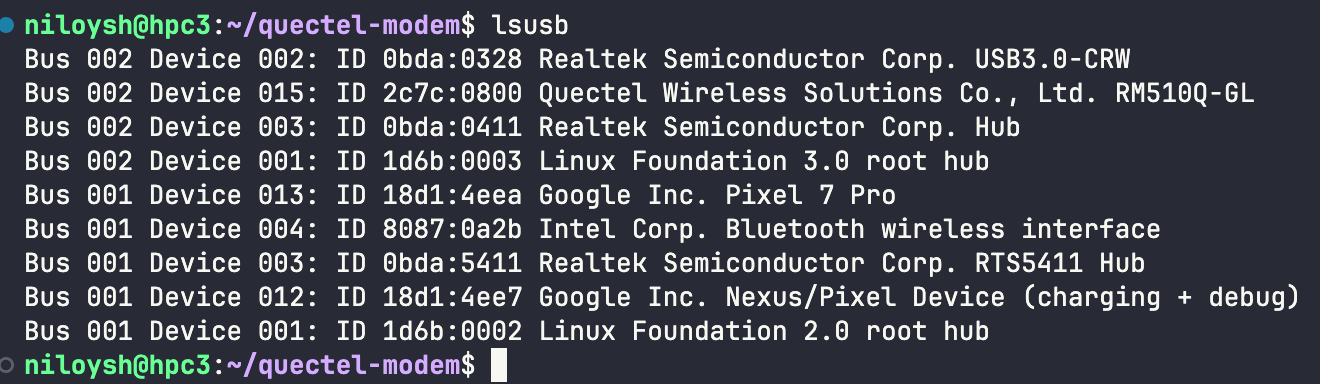 niloysh@hpc3:~/quectel-modem$ lsusb
Bus 002 Device 002: ID 0bda:0328 Realtek Semiconductor Corp. USB3.0-CRW
Bus 002 Device 015: ID 2c7c:0800 Quectel Wireless Solutions Co., Ltd. RM510Q-GL
Bus 002 Device 003: ID 0bda:0411 Realtek Semiconductor Corp. Hub
Bus 002 Device 001: ID 1d6b:0003 Linux Foundation 3.0 root hub
Bus 001 Device 013: ID 18d1:4eea Google Inc. Pixel 7 Pro
Bus 001 Device 004: ID 8087:0a2b Intel Corp. Bluetooth wireless interface
Bus 001 Device 003: ID 0bda:5411 Realtek Semiconductor Corp. RTS5411 Hub
Bus 001 Device 012: ID 18d1:4ee7 Google Inc. Nexus/Pixel Device (charging + debug)
Bus 001 Device 001: ID 1d6b:0002 Linux Foundation 2.0 root hub
niloysh@hpc3:~/quectel-modem$